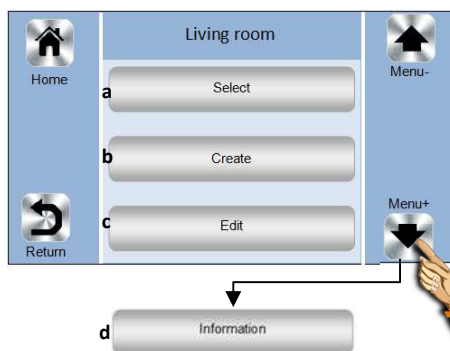 Living room
Home
Menu-
a Select
b Create
c Edit
Menu+
Return
d Information